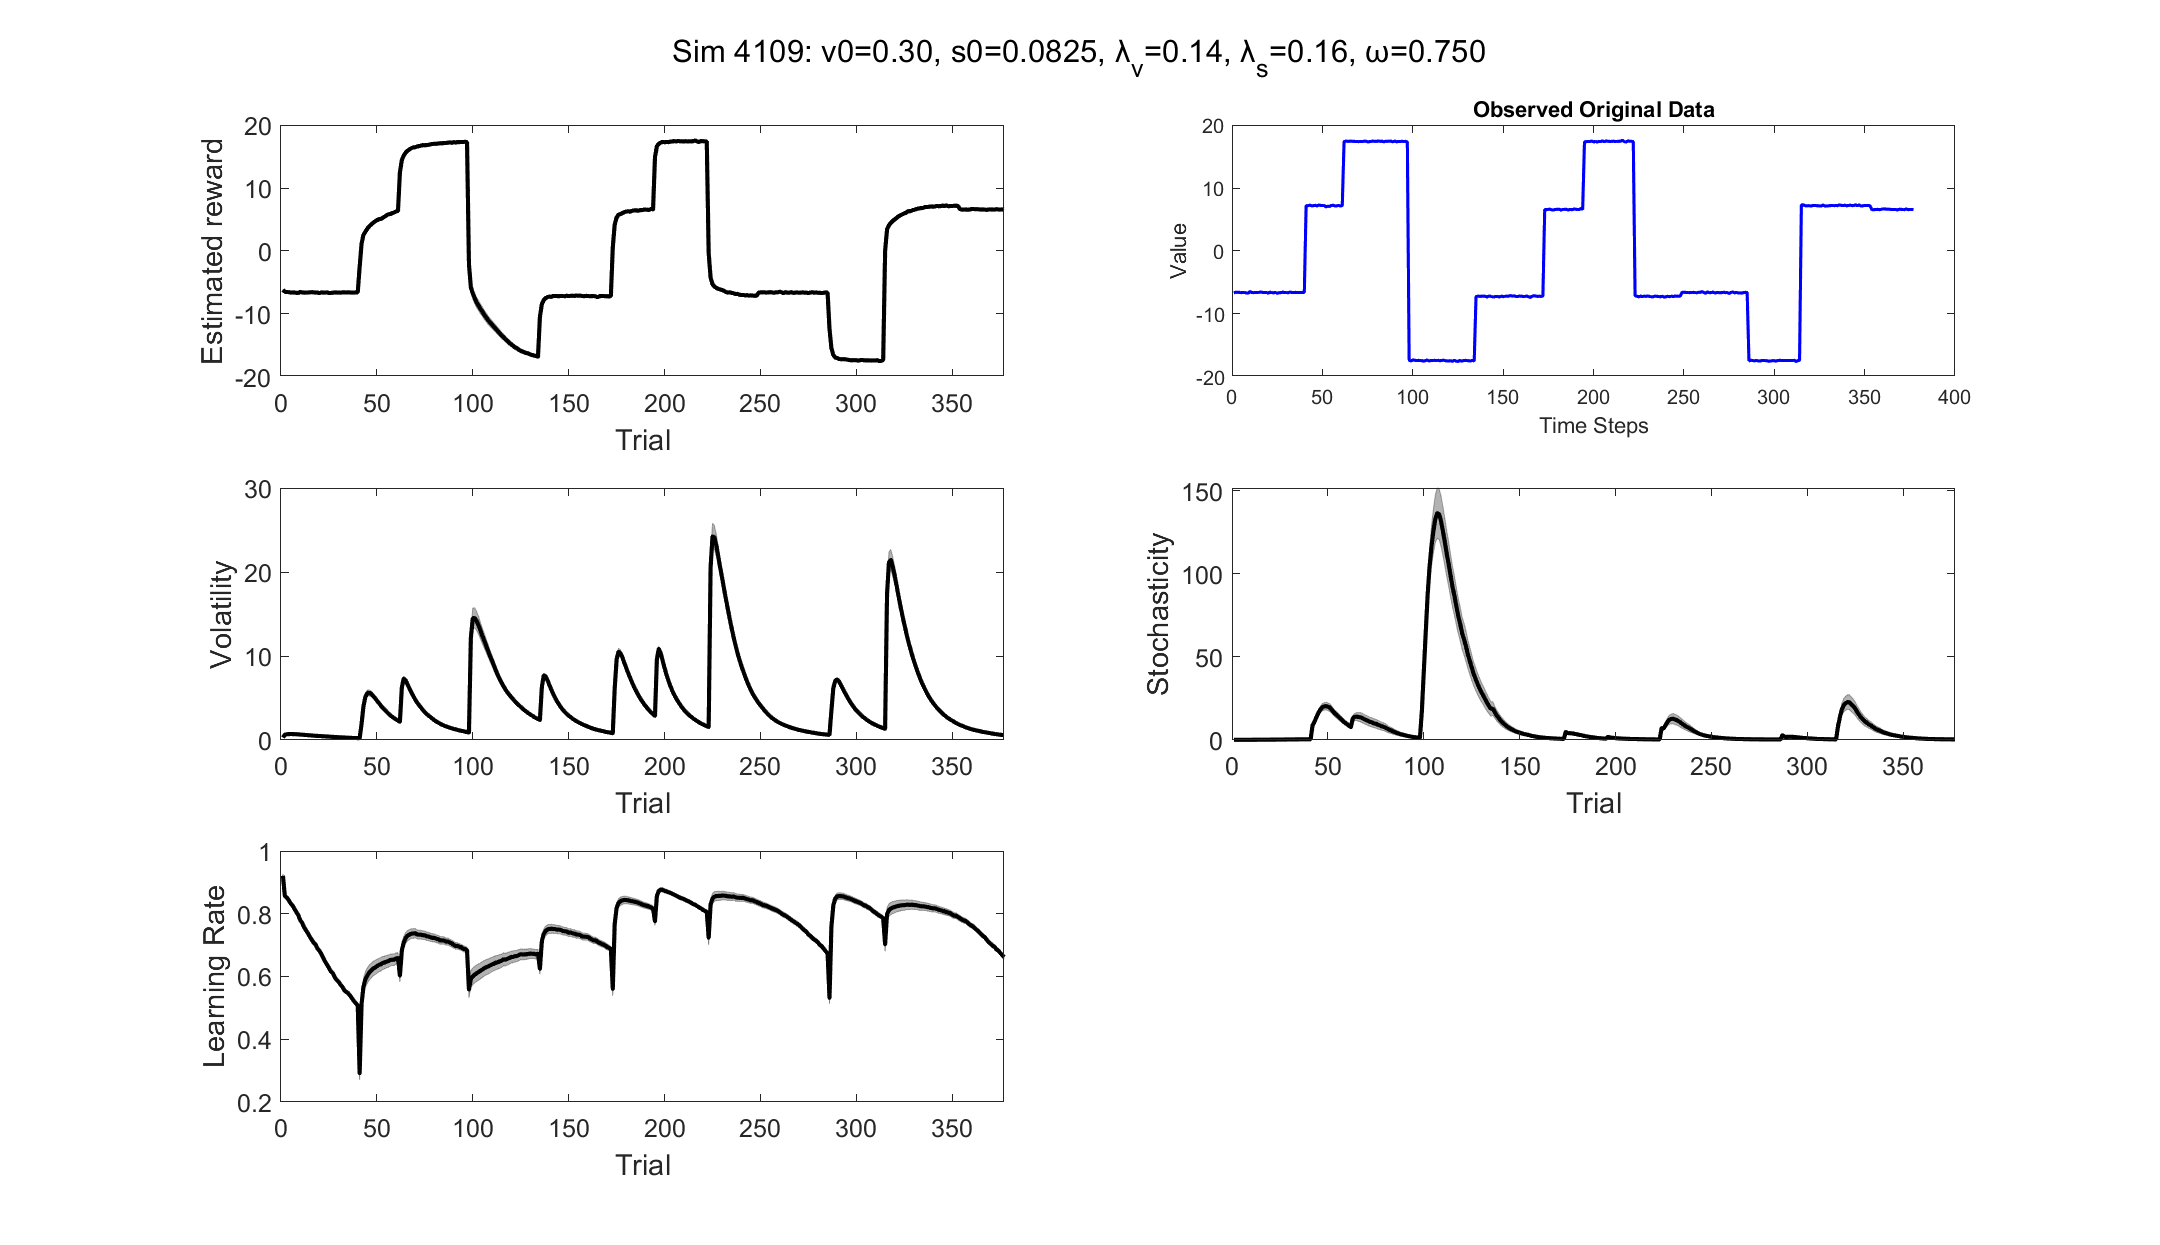 Sim 4109: v0=0.30, s0=0.0825, λ_v=0.14, λ_s=0.16, ω=0.750
20
10
0
-10
-20
Estimated reward
0 50 100 150 200 250 300 350
Trial
Observed Original Data
20
10
0
-10
-20
Value
0 50 100 150 200 250 300 350 400
Time Steps
30
20
10
0
Volatility
0 50 100 150 200 250 300 350
Trial
150
100
50
0
Stochasticity
0 50 100 150 200 250 300 350
Trial
1
0.8
0.6
0.4
0.2
Learning Rate
0 50 100 150 200 250 300 350
Trial